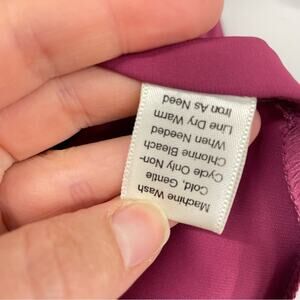 Machine Wash
Cold, Gentle
Cycle Only Non-
Chlorine Bleach
When Needed
Line Dry Warm
Iron As Need